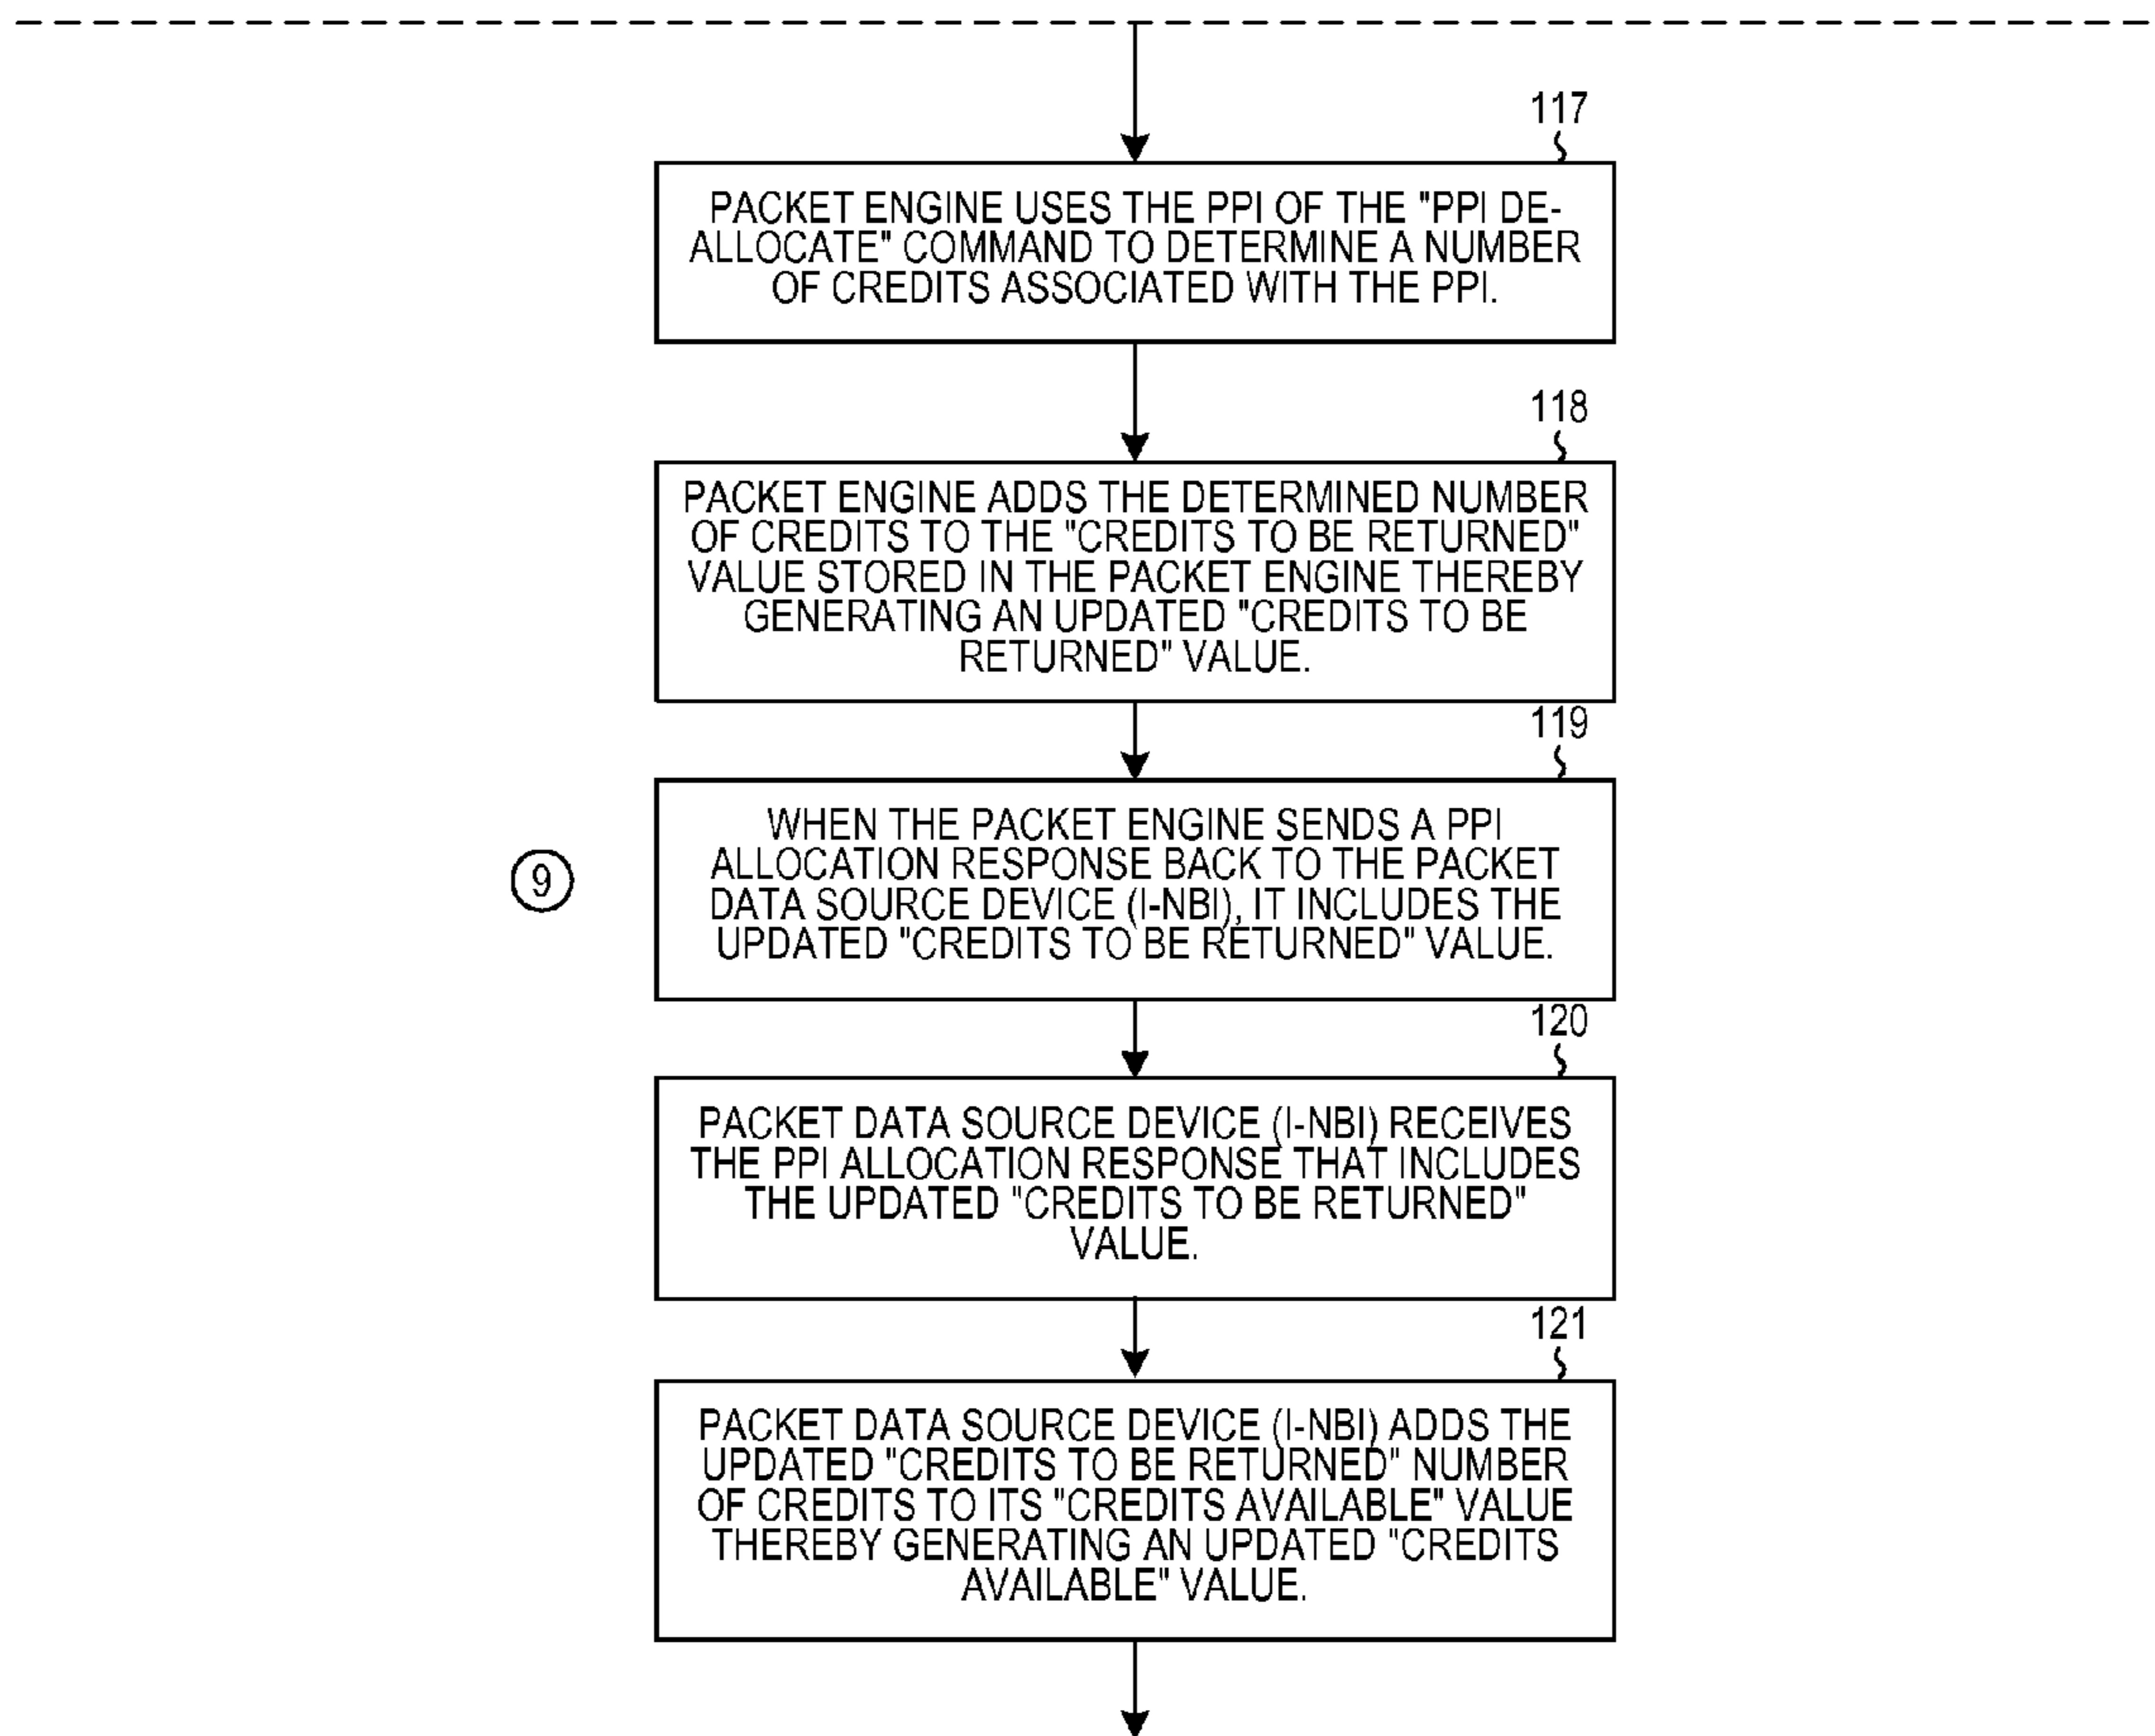 117
PACKET ENGINE USES THE PPI OF THE "PPI DE-
ALLOCATE" COMMAND TO DETERMINE A NUMBER
OF CREDITS ASSOCIATED WITH THE PPI.
118
PACKET ENGINE ADDS THE DETERMINED NUMBER
OF CREDITS TO THE "CREDITS TO BE RETURNED"
VALUE STORED IN THE PACKET ENGINE THEREBY
GENERATING AN UPDATED "CREDITS TO BE
RETURNED" VALUE.
119
9
WHEN THE PACKET ENGINE SENDS A PPI
ALLOCATION RESPONSE BACK TO THE PACKET
DATA SOURCE DEVICE (I-NBI), IT INCLUDES THE
UPDATED "CREDITS TO BE RETURNED" VALUE.
120
PACKET DATA SOURCE DEVICE (I-NBI) RECEIVES
THE PPI ALLOCATION RESPONSE THAT INCLUDES
THE UPDATED "CREDITS TO BE RETURNED"
VALUE.
121
PACKET DATA SOURCE DEVICE (I-NBI) ADDS THE
UPDATED "CREDITS TO BE RETURNED" NUMBER
OF CREDITS TO ITS "CREDITS AVAILABLE" VALUE
THEREBY GENERATING AN UPDATED "CREDITS
AVAILABLE" VALUE.